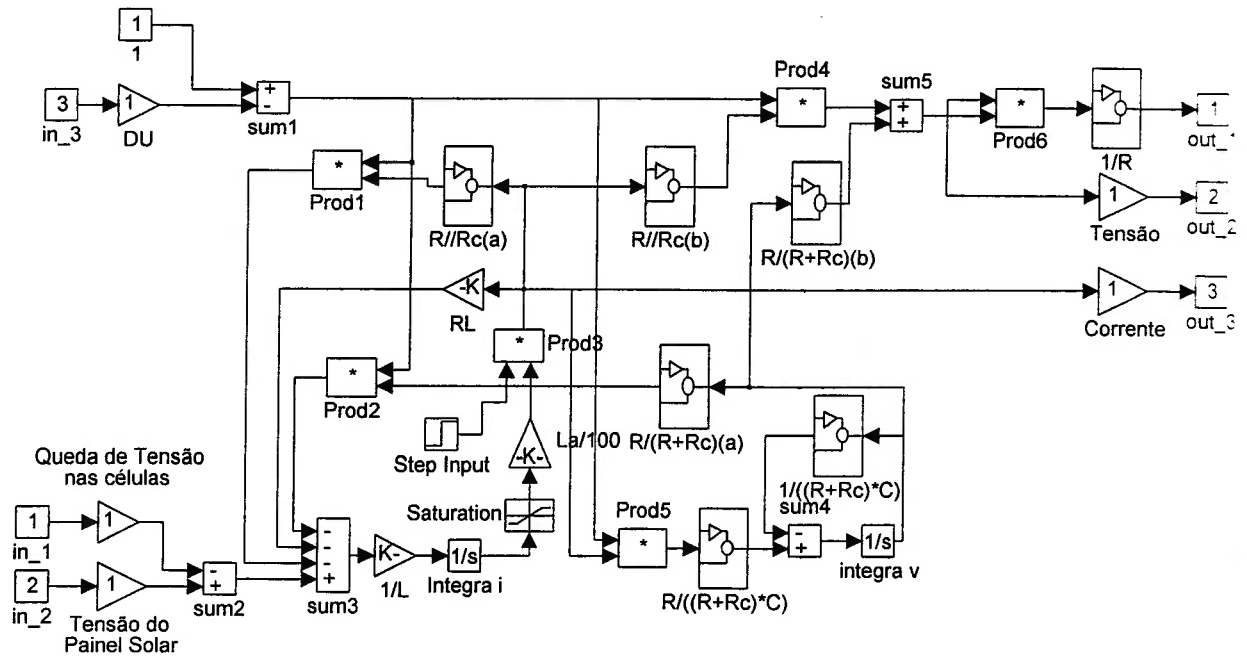 1
1
3
in_3
1
DU
+
-
sum1
*
Prod4
sum5
+
+
*
Prod6
1/R
1
out_1
*
Prod1
R//Rc(a)
R//Rc(b)
R/(R+Rc)(b)
1
Tensão
2
out_2
-K
RL
1
Corrente
3
out_3
*
Prod3
*
Prod2
Step Input
La/100
-K-
R/(R+Rc)(a)
1/((R+Rc)*C)
Queda de Tensão
nas células
1
in_1
1
2
in_2
1
Tensão do
Painel Solar
-
+
sum2
-
-
-
+
sum3
K-
1/L
1/s
Integra i
Saturation
Prod5
*
R/((R+Rc)*C)
sum4
-
+
1/s
integra v